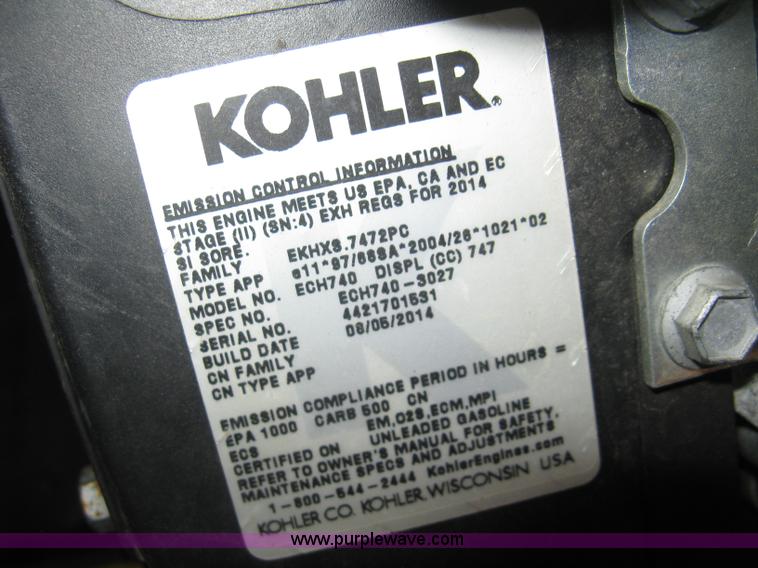 KOHLER®
EMISSION CONTROL INFORMATION
THIS ENGINE MEETS US EPA, CA AND EC
STAGE (II) (SN:4) EXH REGS FOR 2014
SI SORE.
FAMILY EKHXS.7472PC
TYPE APP e11*97/68SA*2004/26*1021*02
MODEL NO. ECH740 DISPL (CC) 747
SPEC NO. ECH740-3027
SERIAL NO. 4421701531
BUILD DATE 08/05/2014
CN FAMILY
CN TYPE APP
EMISSION COMPLIANCE PERIOD IN HOURS =
EPA 1000 CARB 500 CN
ECS EM,O2S,ECM,MPI
CERTIFIED ON UNLEADED GASOLINE
REFER TO OWNER'S MANUAL FOR SAFETY,
MAINTENANCE SPECS AND ADJUSTMENTS
1-800-544-2444 KohlerEngines.com
KOHLER CO. KOHLER, WISCONSIN USA
www.purplewave.com